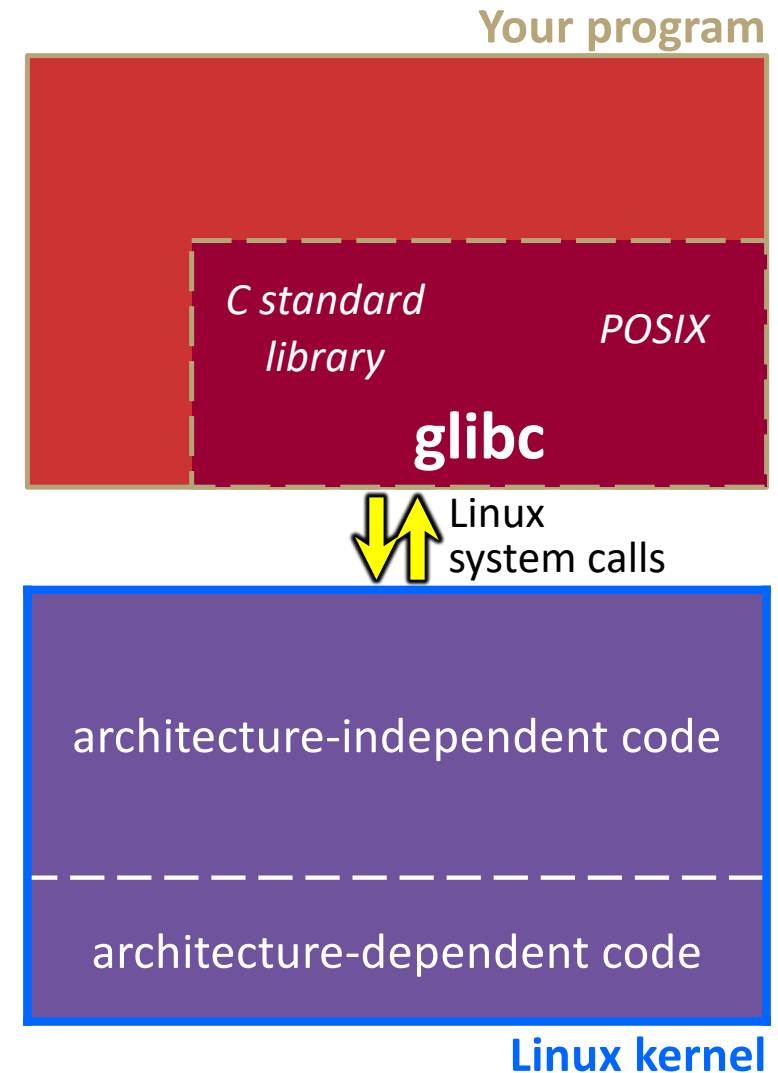 Your program
C standard
library
POSIX
glibc
Linux
system calls
architecture-independent code
architecture-dependent code
Linux kernel